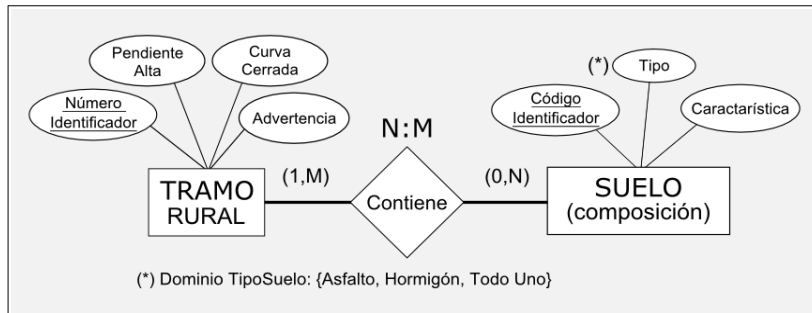 Pendiente
Alta
Curva
Cerrada
(*)
Tipo
Número
Identificador
Advertencia
Código
Identificador
Caractarística
N:M
TRAMO
RURAL
(1,M)
Contiene
(0,N)
SUELO
(composición)
(*) Dominio TipoSuelo: {Asfalto, Hormigón, Todo Uno}